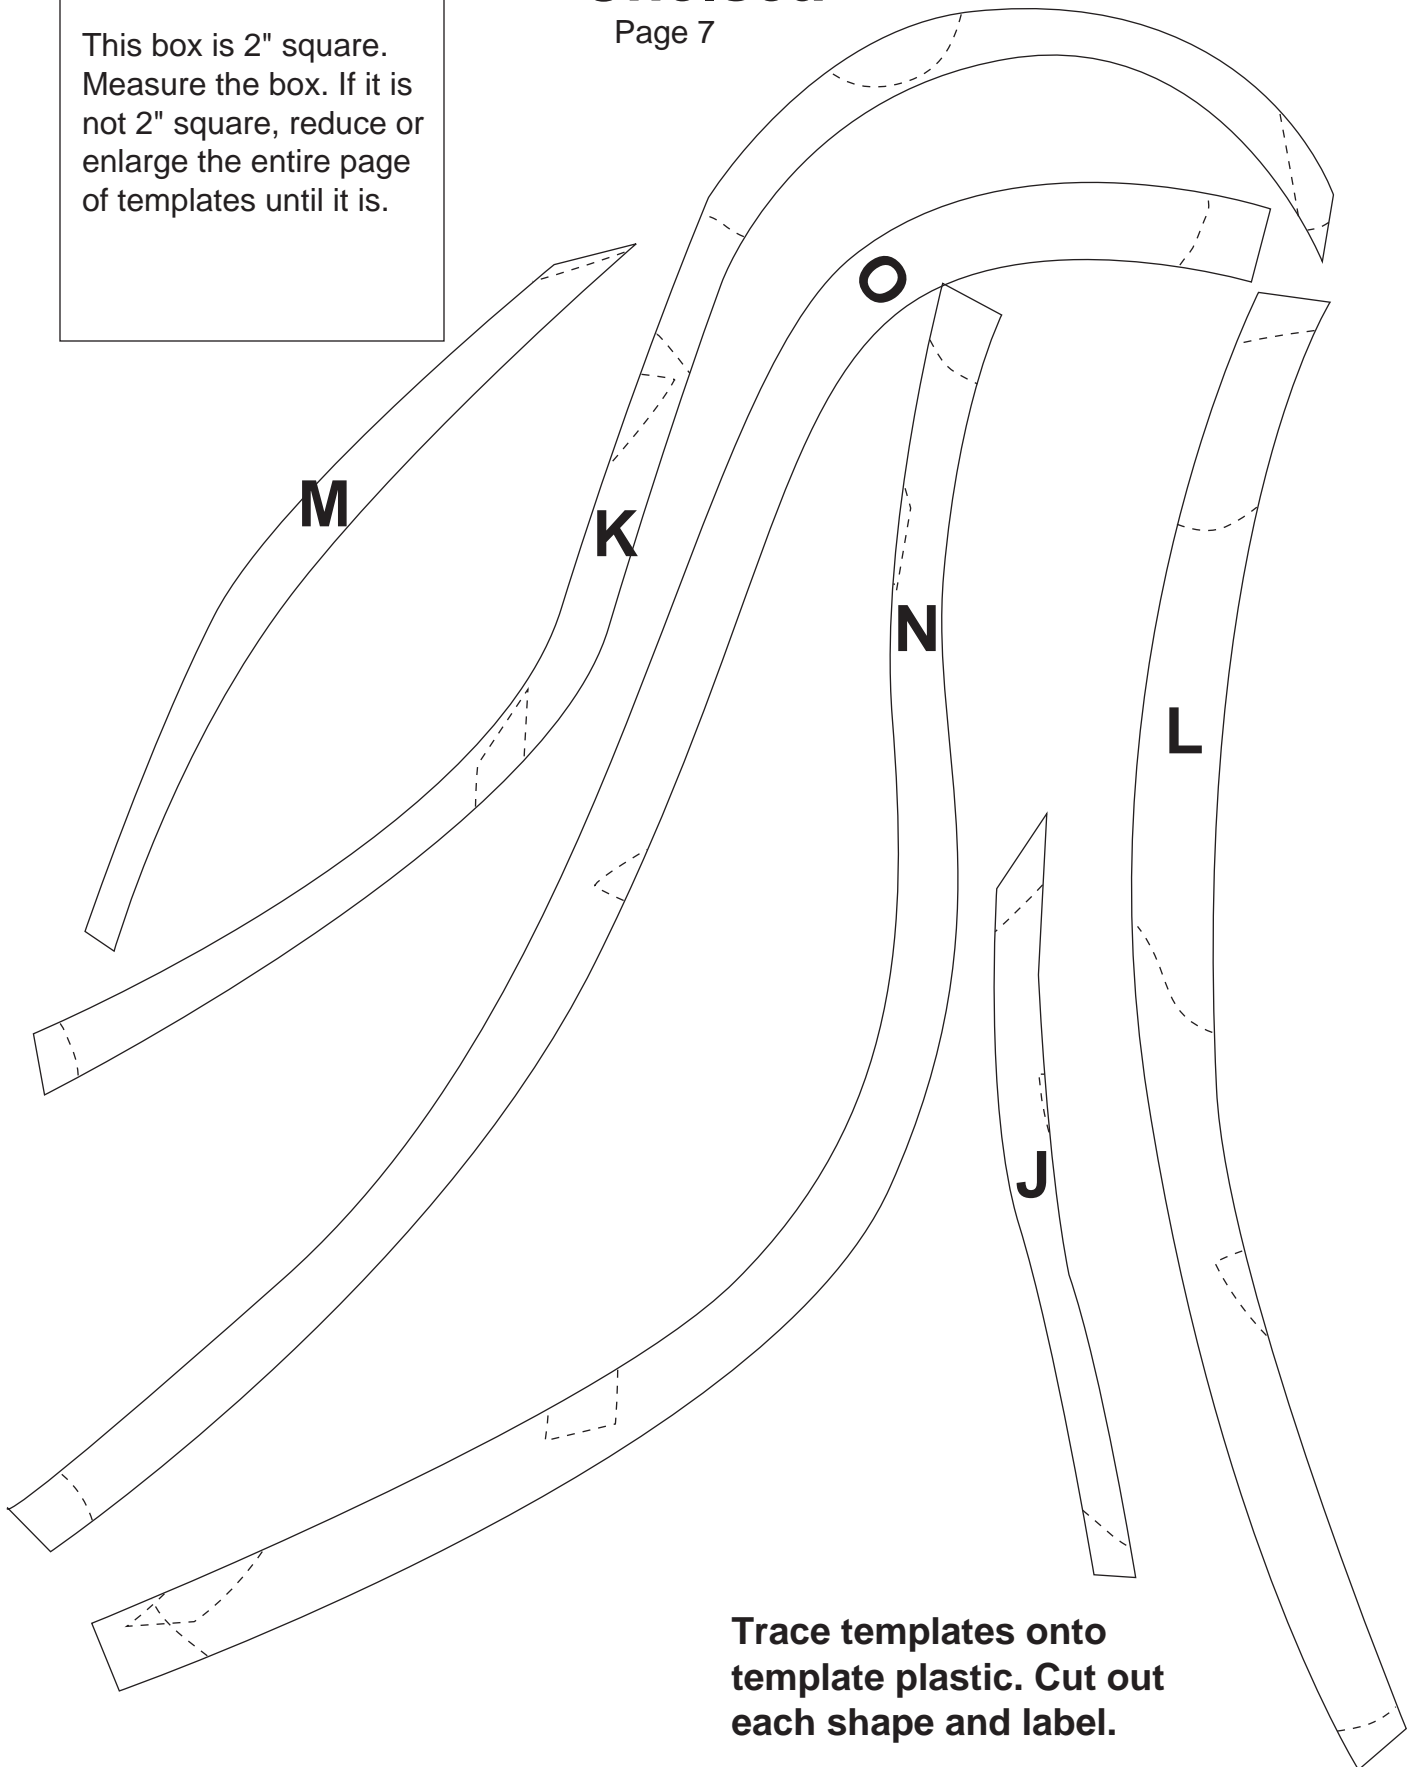 Page 7
This box is 2" square.
Measure the box. If it is
not 2" square, reduce or
enlarge the entire page
of templates until it is.
O
M
K
N
L
J
Trace templates onto
template plastic. Cut out
each shape and label.